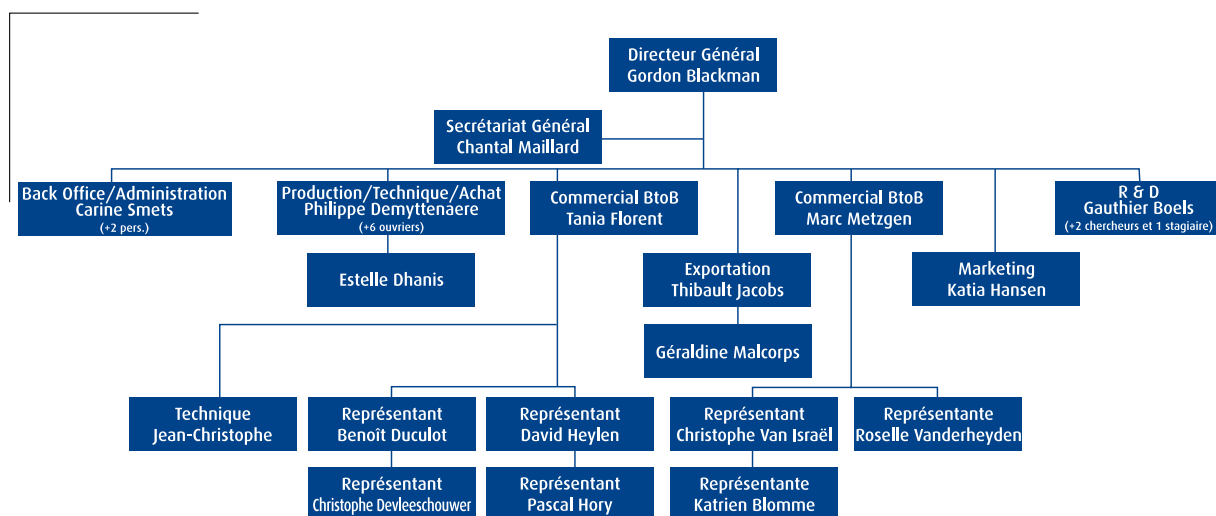 Directeur Général
Gordon Blackman
Secrétariat Général
Chantal Maillard
Back Office/Administration
Carine Smets
(+2 pers.)
Production/Technique/Achat
Philippe Demyttenaere
(+6 ouvriers)
Commercial BtoB
Tania Florent
Commercial BtoB
Marc Metzgen
R & D
Gauthier Boels
(+2 chercheurs et 1 stagiaire)
Estelle Dhanis
Exportation
Thibault Jacobs
Marketing
Katia Hansen
Géraldine Malcorps
Technique
Jean-Christophe
Représentant
Benoît Duculot
Représentant
David Heylen
Représentant
Christophe Van Israël
Représentante
Roselle Vanderheyden
Représentant
Christophe Devleeschouwer
Représentant
Pascal Hory
Représentante
Katrien Blomme